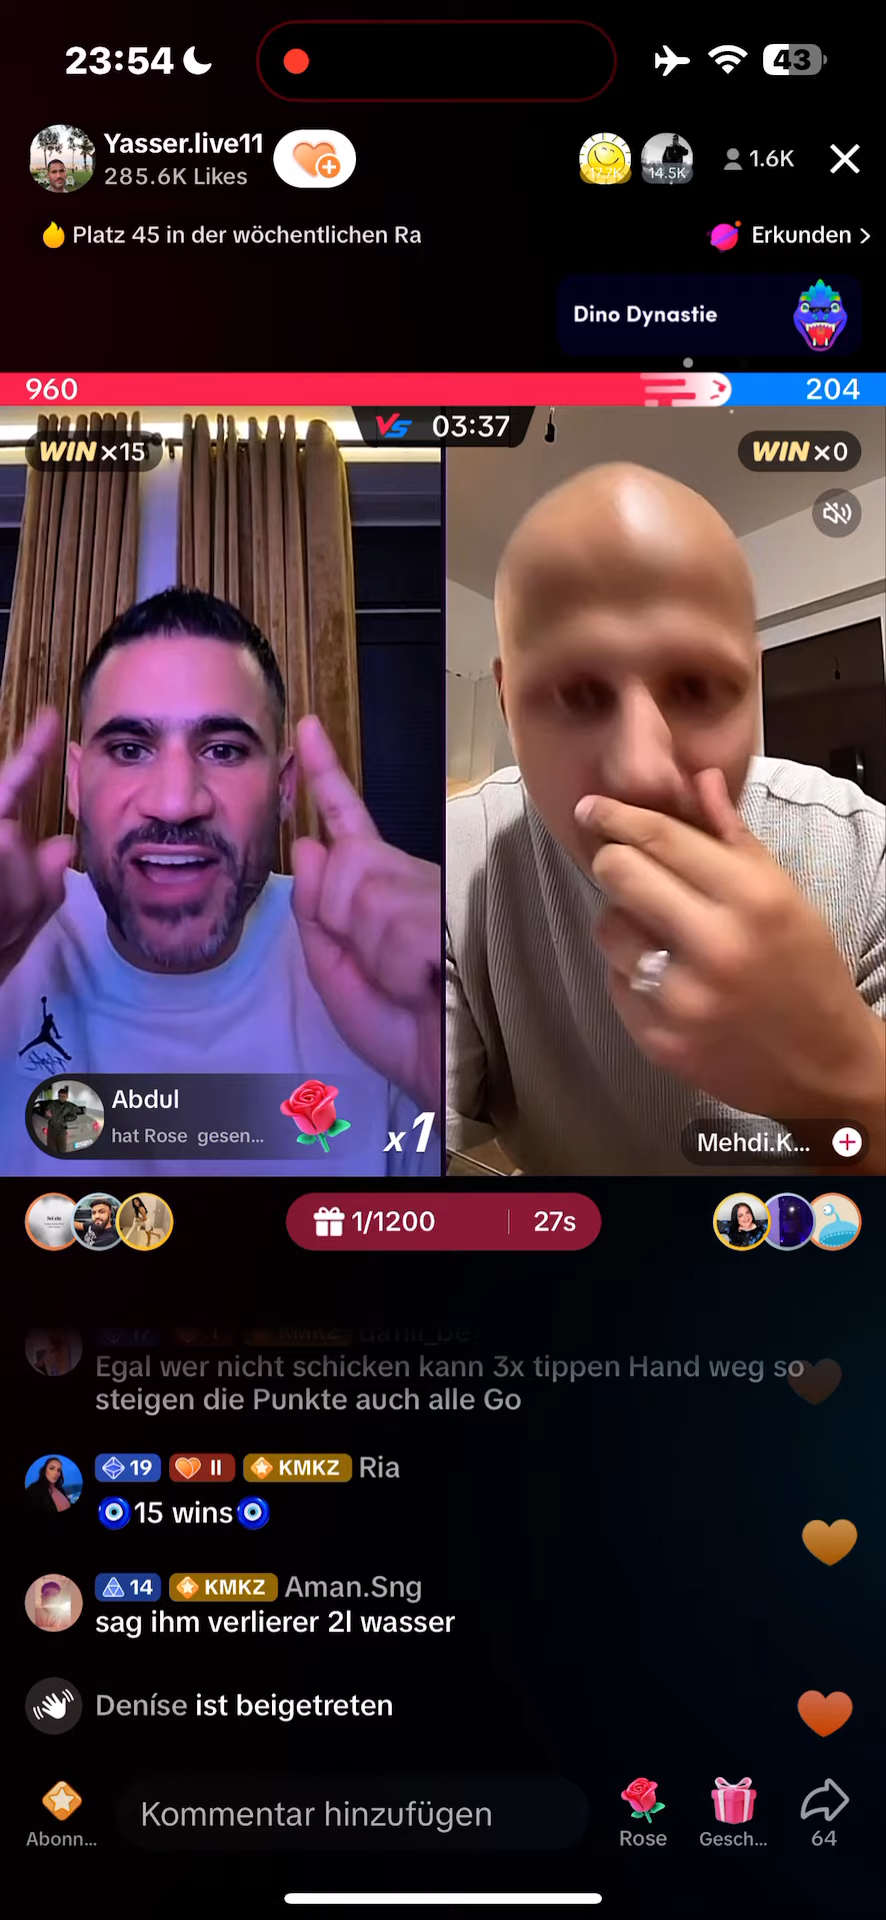 23:54
43
Yasser.live11
285.6K Likes
17.7K
14.5K
1.6K
Platz 45 in der wöchentlichen Ra
Erkunden >
Dino Dynastie
960
204
VS 03:37
WIN x15
WIN x0
Abdul
hat Rose gesen...
x1
Mehdi.K...
1/1200
27s
Egal wer nicht schicken kann 3x tippen Hand weg so
steigen die Punkte auch alle Go
19 II KMKZ Ria
🧿15 wins🧿
14 KMKZ Aman.Sng
sag ihm verlierer 2l wasser
Deníse ist beigetreten
Kommentar hinzufügen
Abonn...
Rose
Gesch...
64